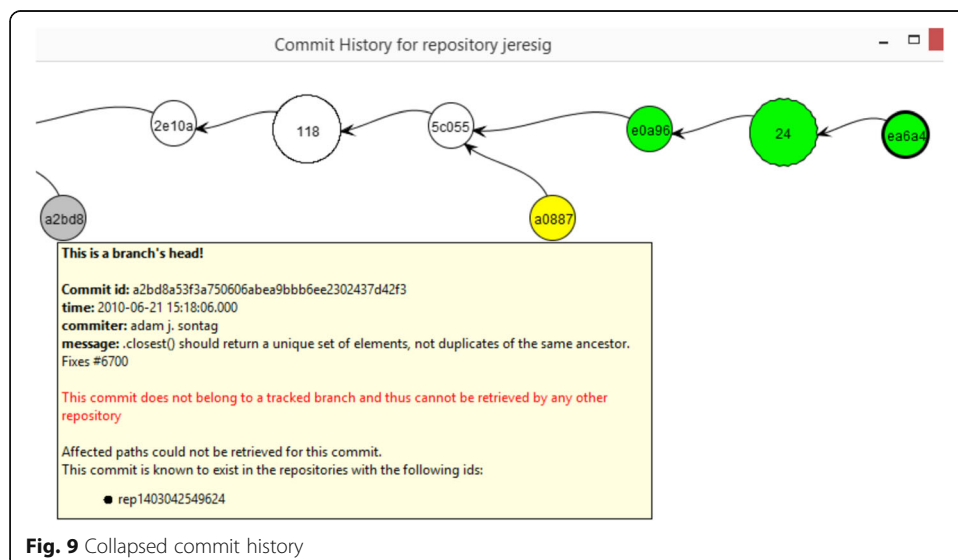 Commit History for repository jeresig
2e10a
118
5c055
e0a96
24
ea6a4
a2bd8
a0887
This is a branch's head!
Commit id: a2bd8a53f3a750606abea9bbb6ee2302437d42f3
time: 2010-06-21 15:18:06.000
commiter: adam j. sontag
message: .closest() should return a unique set of elements, not duplicates of the same ancestor.
Fixes #6700
This commit does not belong to a tracked branch and thus cannot be retrieved by any other
repository
Affected paths could not be retrieved for this commit.
This commit is known to exist in the repositories with the following ids:
● rep1403042549624
Fig. 9 Collapsed commit history